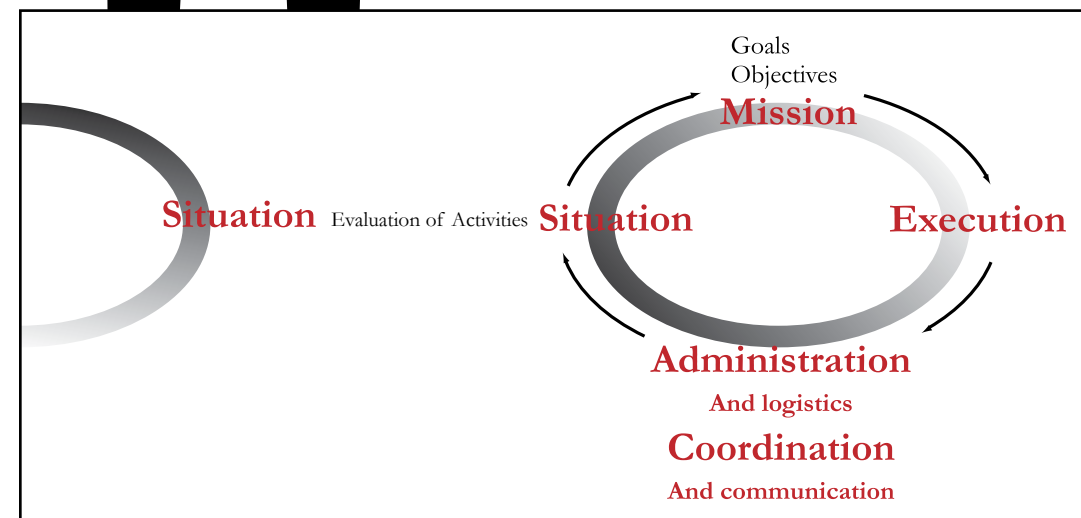 Goals
Objectives
Mission
Situation Evaluation of Activities Situation Execution
Administration
And logistics
Coordination
And communication